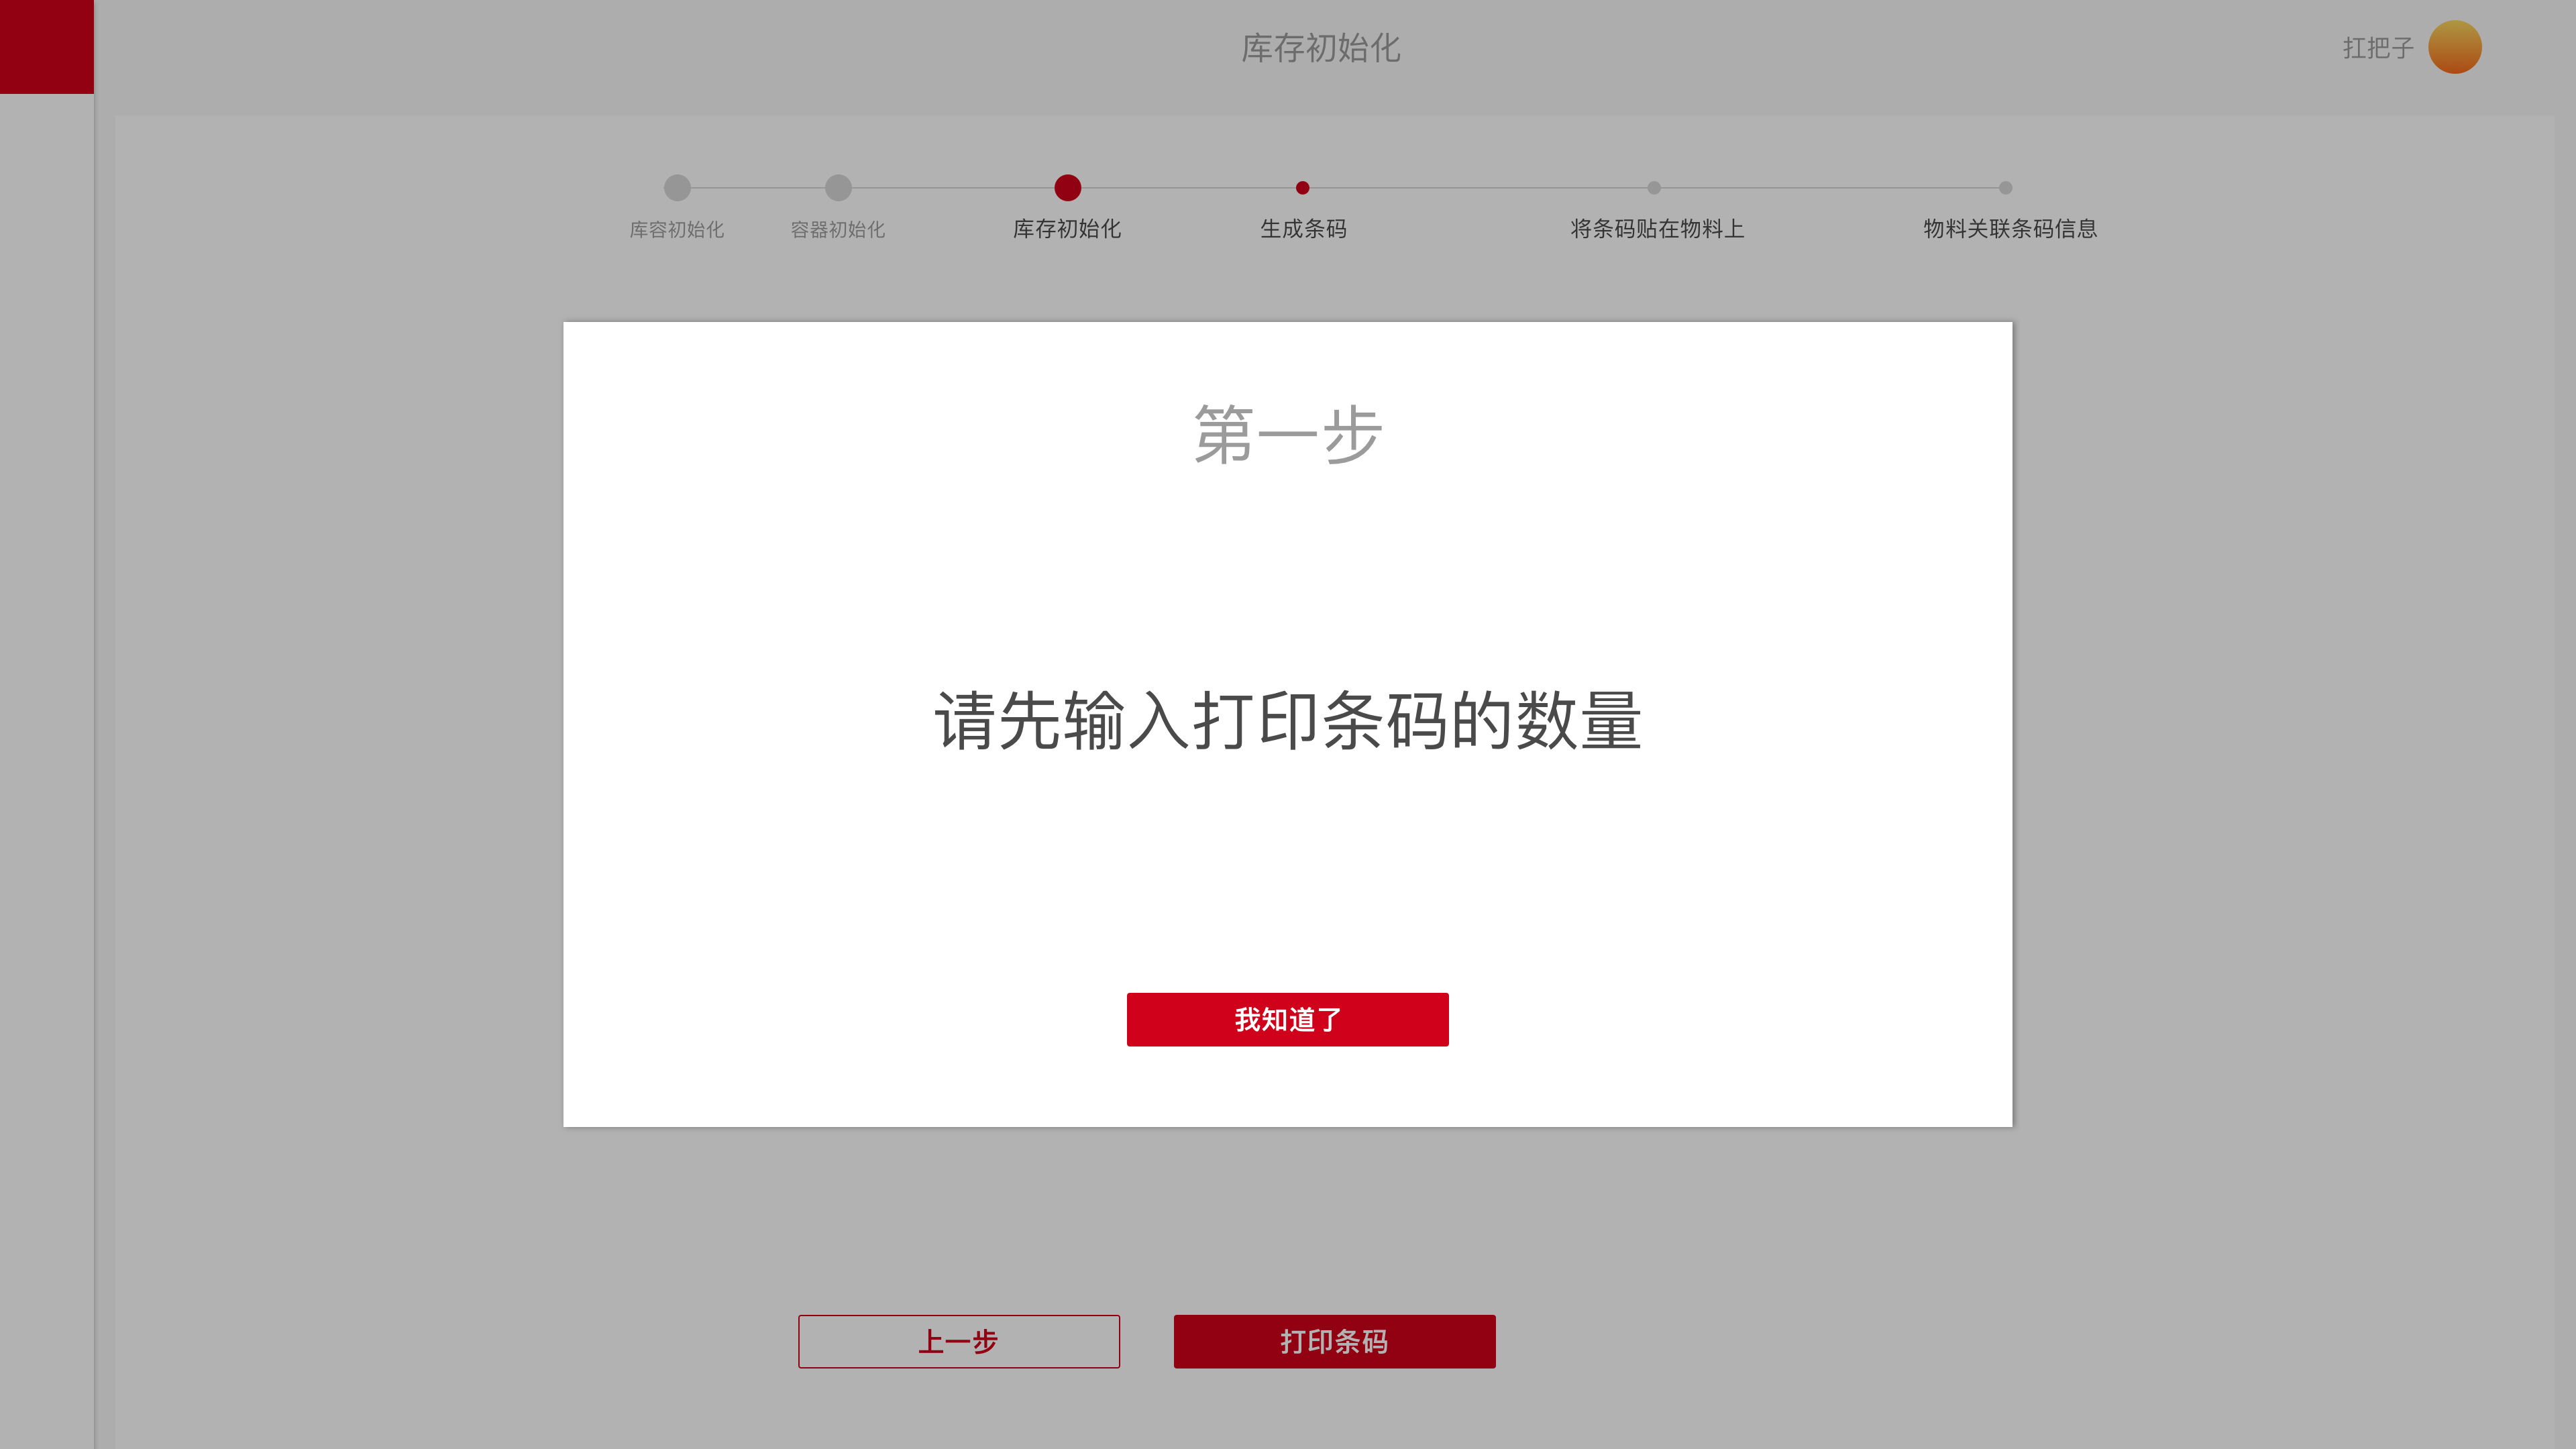 库存初始化
扛把子
库容初始化
容器初始化
库存初始化
生成条码
将条码贴在物料上
物料关联条码信息
第一步
请先输入打印条码的数量
我知道了
上一步
打印条码